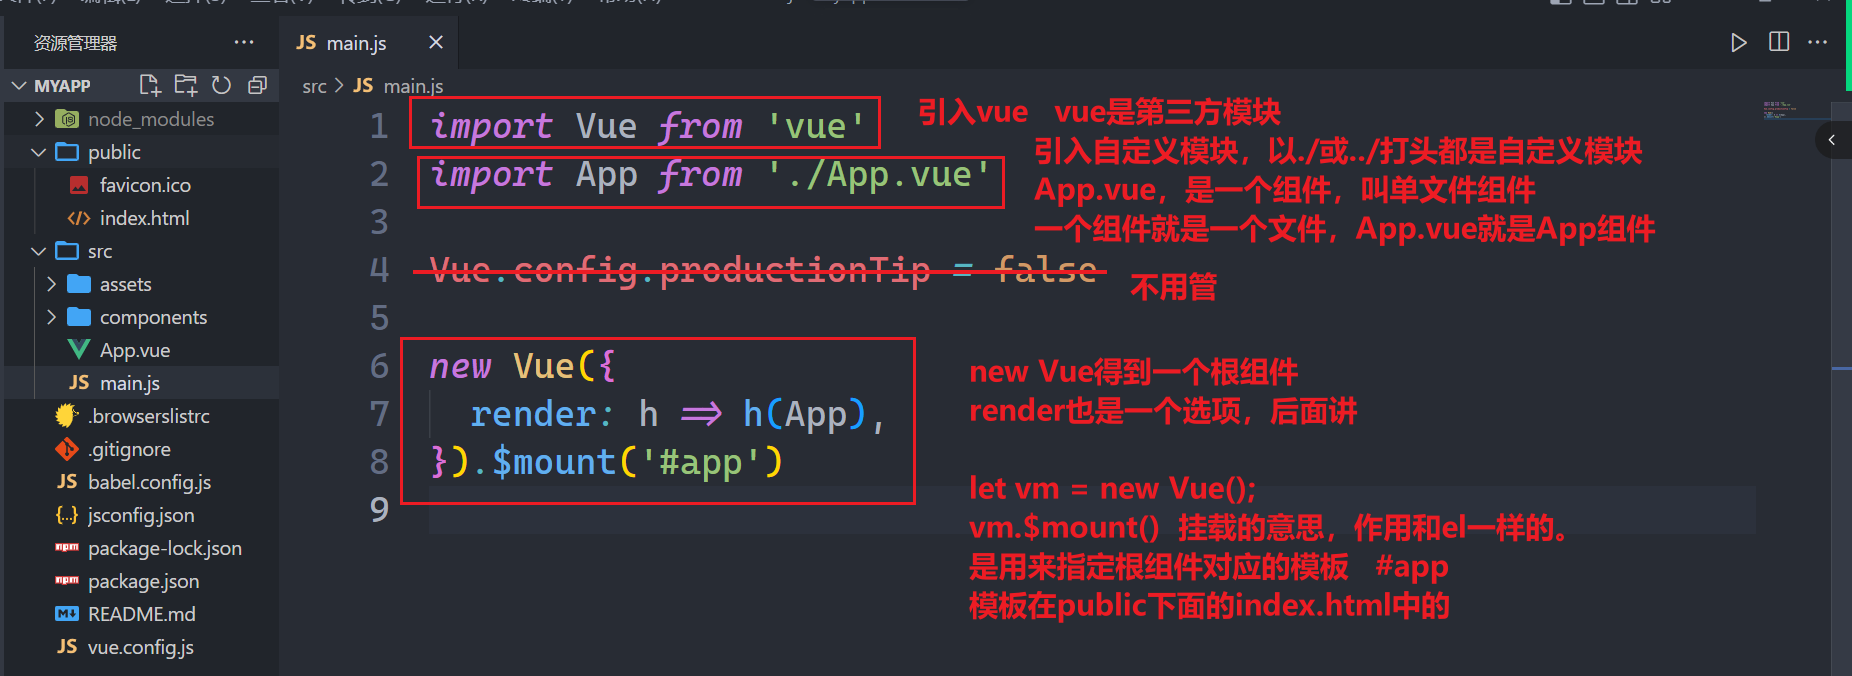 资源管理器 ···
JS main.js ×
MYAPP
src > JS main.js
node_modules
public
favicon.ico
index.html
src
assets
components
App.vue
JS main.js
.browserslistrc
.gitignore
JS babel.config.js
{..} jsconfig.json
npm package-lock.json
npm package.json
M↓ README.md
JS vue.config.js
1 import Vue from 'vue'
2 import App from './App.vue'
3
4 Vue.config.productionTip = false
5
6 new Vue({
7 render: h => h(App),
8 }).$mount('#app')
9
引入vue vue是第三方模块
引入自定义模块，以./或../打头都是自定义模块
App.vue，是一个组件，叫单文件组件
一个组件就是一个文件，App.vue就是App组件
不用管
new Vue得到一个根组件
render也是一个选项，后面讲
let vm = new Vue();
vm.$mount() 挂载的意思，作用和el一样的。
是用来指定根组件对应的模板 #app
模板在public下面的index.html中的